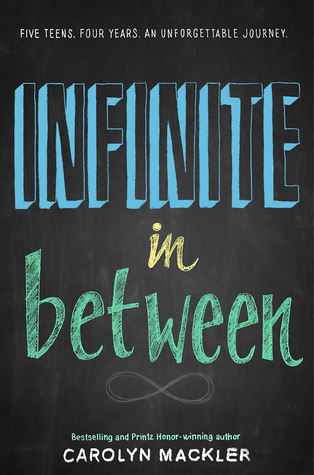 FIVE TEENS. FOUR YEARS. AN UNFORGETTABLE JOURNEY.
INFINITE
in
between
Bestselling and Printz Honor-winning author
CAROLYN MACKLER